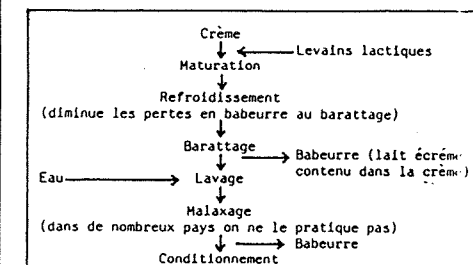 Crème
Levains lactiques
Maturation
Refroidissement
(diminue les pertes en babeurre au barattage)
Barattage
Babeurre (lait écrém
contenu dans la crème)
Eau
Lavage
Malaxage
(dans de nombreux pays on ne le pratique pas)
Babeurre
Conditionnement